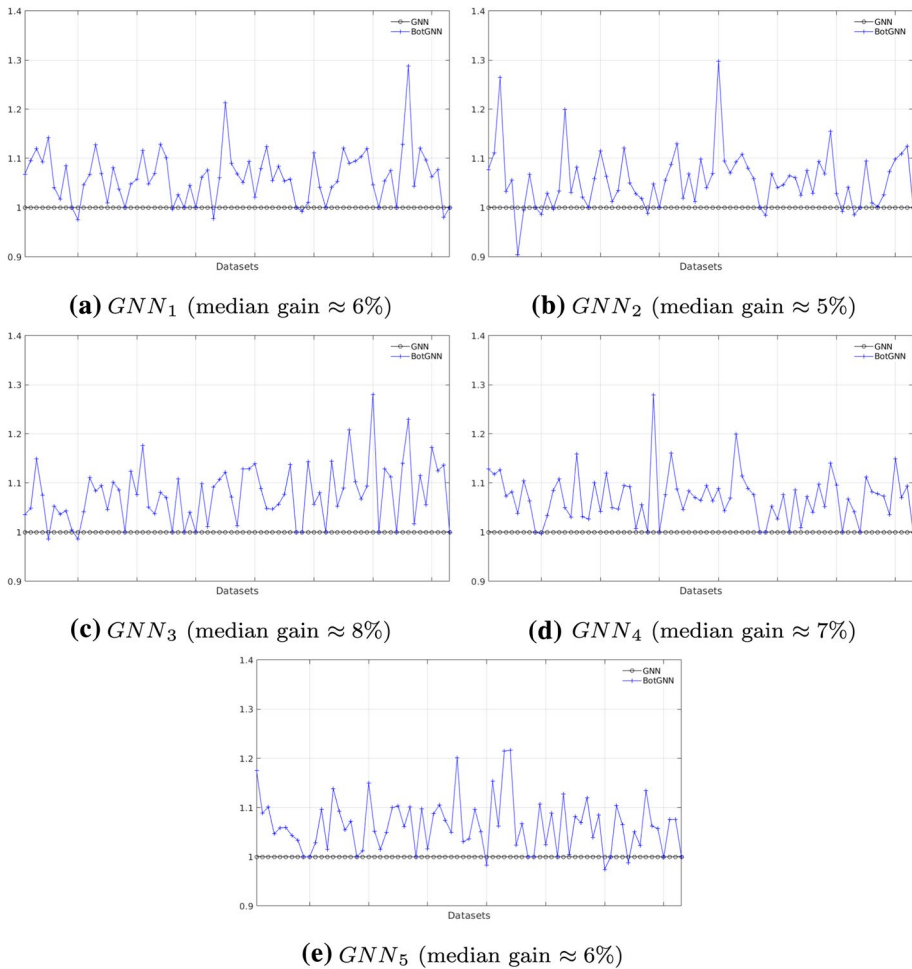 1.4
1.3
1.2
1.1
1
0.9
GNN
BotGNN
Datasets
(a) GNN₁ (median gain ≈ 6%)
1.4
1.3
1.2
1.1
1
0.9
GNN
BotGNN
Datasets
(b) GNN₂ (median gain ≈ 5%)
1.4
1.3
1.2
1.1
1
0.9
GNN
BotGNN
Datasets
(c) GNN₃ (median gain ≈ 8%)
1.4
1.3
1.2
1.1
1
0.9
GNN
BotGNN
Datasets
(d) GNN₄ (median gain ≈ 7%)
1.4
1.3
1.2
1.1
1
0.9
GNN
BotGNN
Datasets
(e) GNN₅ (median gain ≈ 6%)